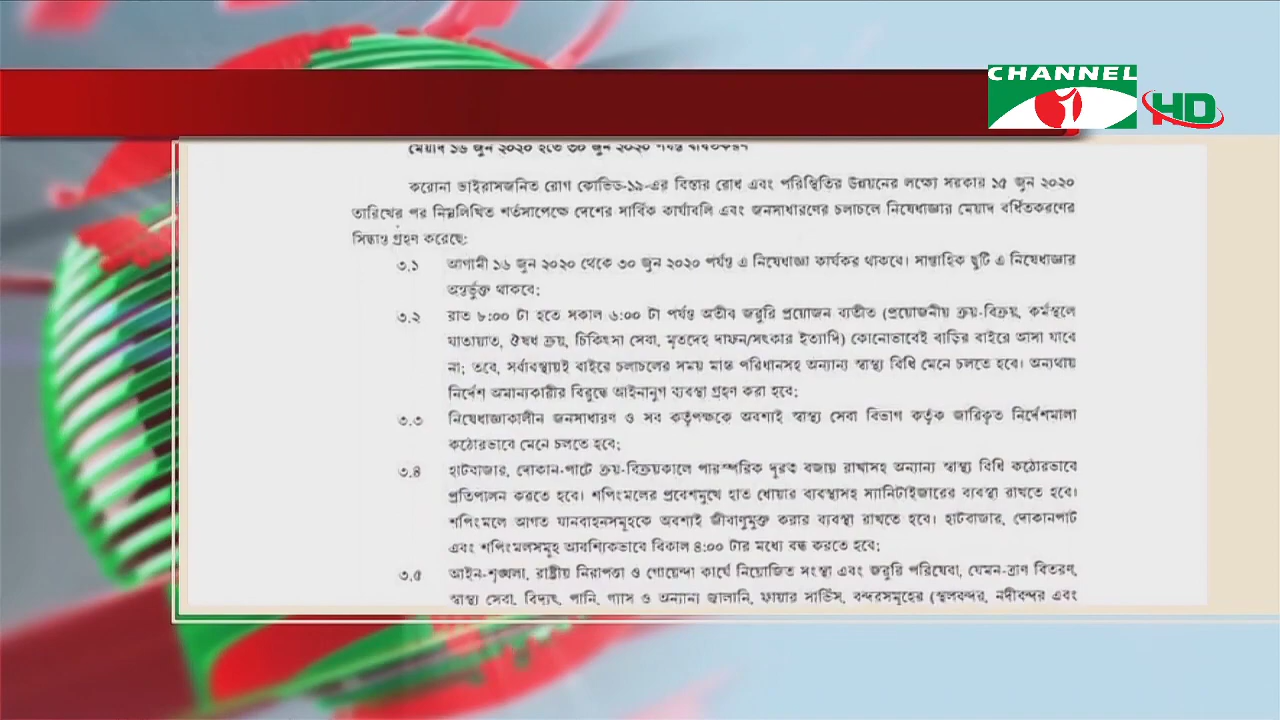 CHANNEL
i HD
মেয়াদ ১৬ জুন ২০২০ হতে ৩০ জুন ২০২০ পর্যন্ত বর্ধিতকরণ
করোনা ভাইরাসজনিত রোগ কোভিড-১৯-এর বিস্তার রোধ এবং পরিস্থিতির উন্নয়নের লক্ষ্যে সরকার ১৫ জুন ২০২০
তারিখের পর নিম্নলিখিত শর্তসাপেক্ষে দেশের সার্বিক কার্যাবলি এবং জনসাধারণের চলাচলে নিষেধাজ্ঞার মেয়াদ বর্ধিতকরণের
সিদ্ধান্ত গ্রহণ করেছে:
৩.১ আগামী ১৬ জুন ২০২০ থেকে ৩০ জুন ২০২০ পর্যন্ত এ নিষেধাজ্ঞা কার্যকর থাকবে। সাপ্তাহিক ছুটি এ নিষেধাজ্ঞার
অন্তর্ভুক্ত থাকবে;
৩.২ রাত ৮:০০ টা হতে সকাল ৬:০০ টা পর্যন্ত অতীব জরুরি প্রয়োজন ব্যতীত (প্রয়োজনীয় ক্রয়-বিক্রয়, কর্মস্থলে
যাতায়াত, ঔষধ ক্রয়, চিকিৎসা সেবা, মৃতদেহ দাফন/সৎকার ইত্যাদি) কোনোভাবেই বাড়ির বাইরে আসা যাবে
না; তবে, সর্বাবস্থায়ই বাইরে চলাচলের সময় মাস্ক পরিধানসহ অন্যান্য স্বাস্থ্য বিধি মেনে চলতে হবে। অন্যথায়
নির্দেশ অমান্যকারীর বিরুদ্ধে আইনানুগ ব্যবস্থা গ্রহণ করা হবে;
৩.৩ নিষেধাজ্ঞাকালীন জনসাধারণ ও সব কর্তৃপক্ষকে অবশ্যই স্বাস্থ্য সেবা বিভাগ কর্তৃক জারিকৃত নির্দেশমালা
কঠোরভাবে মেনে চলতে হবে;
৩.৪ হাটবাজার, দোকান-পাটে ক্রয়-বিক্রয়কালে পারস্পরিক দূরত্ব বজায় রাখাসহ অন্যান্য স্বাস্থ্য বিধি কঠোরভাবে
প্রতিপালন করতে হবে। শপিংমলের প্রবেশমুখে হাত ধোয়ার ব্যবস্থাসহ স্যানিটাইজারের ব্যবস্থা রাখতে হবে।
শপিংমলে আগত যানবাহনসমূহকে অবশ্যই জীবাণুমুক্ত করার ব্যবস্থা রাখতে হবে। হাটবাজার, দোকানপাট
এবং শপিংমলসমূহ আবশ্যিকভাবে বিকাল ৪:০০ টার মধ্যে বন্ধ করতে হবে;
৩.৫ আইন-শৃঙ্খলা, রাষ্ট্রীয় নিরাপত্তা ও গোয়েন্দা কার্যে নিয়োজিত সংস্থা এবং জরুরি পরিষেবা, যেমন-ত্রাণ বিতরণ,
স্বাস্থ্য সেবা, বিদ্যুৎ, পানি, গ্যাস ও অন্যান্য জ্বালানি, ফায়ার সার্ভিস, বন্দরসমূহের (স্থলবন্দর, নদীবন্দর এবং